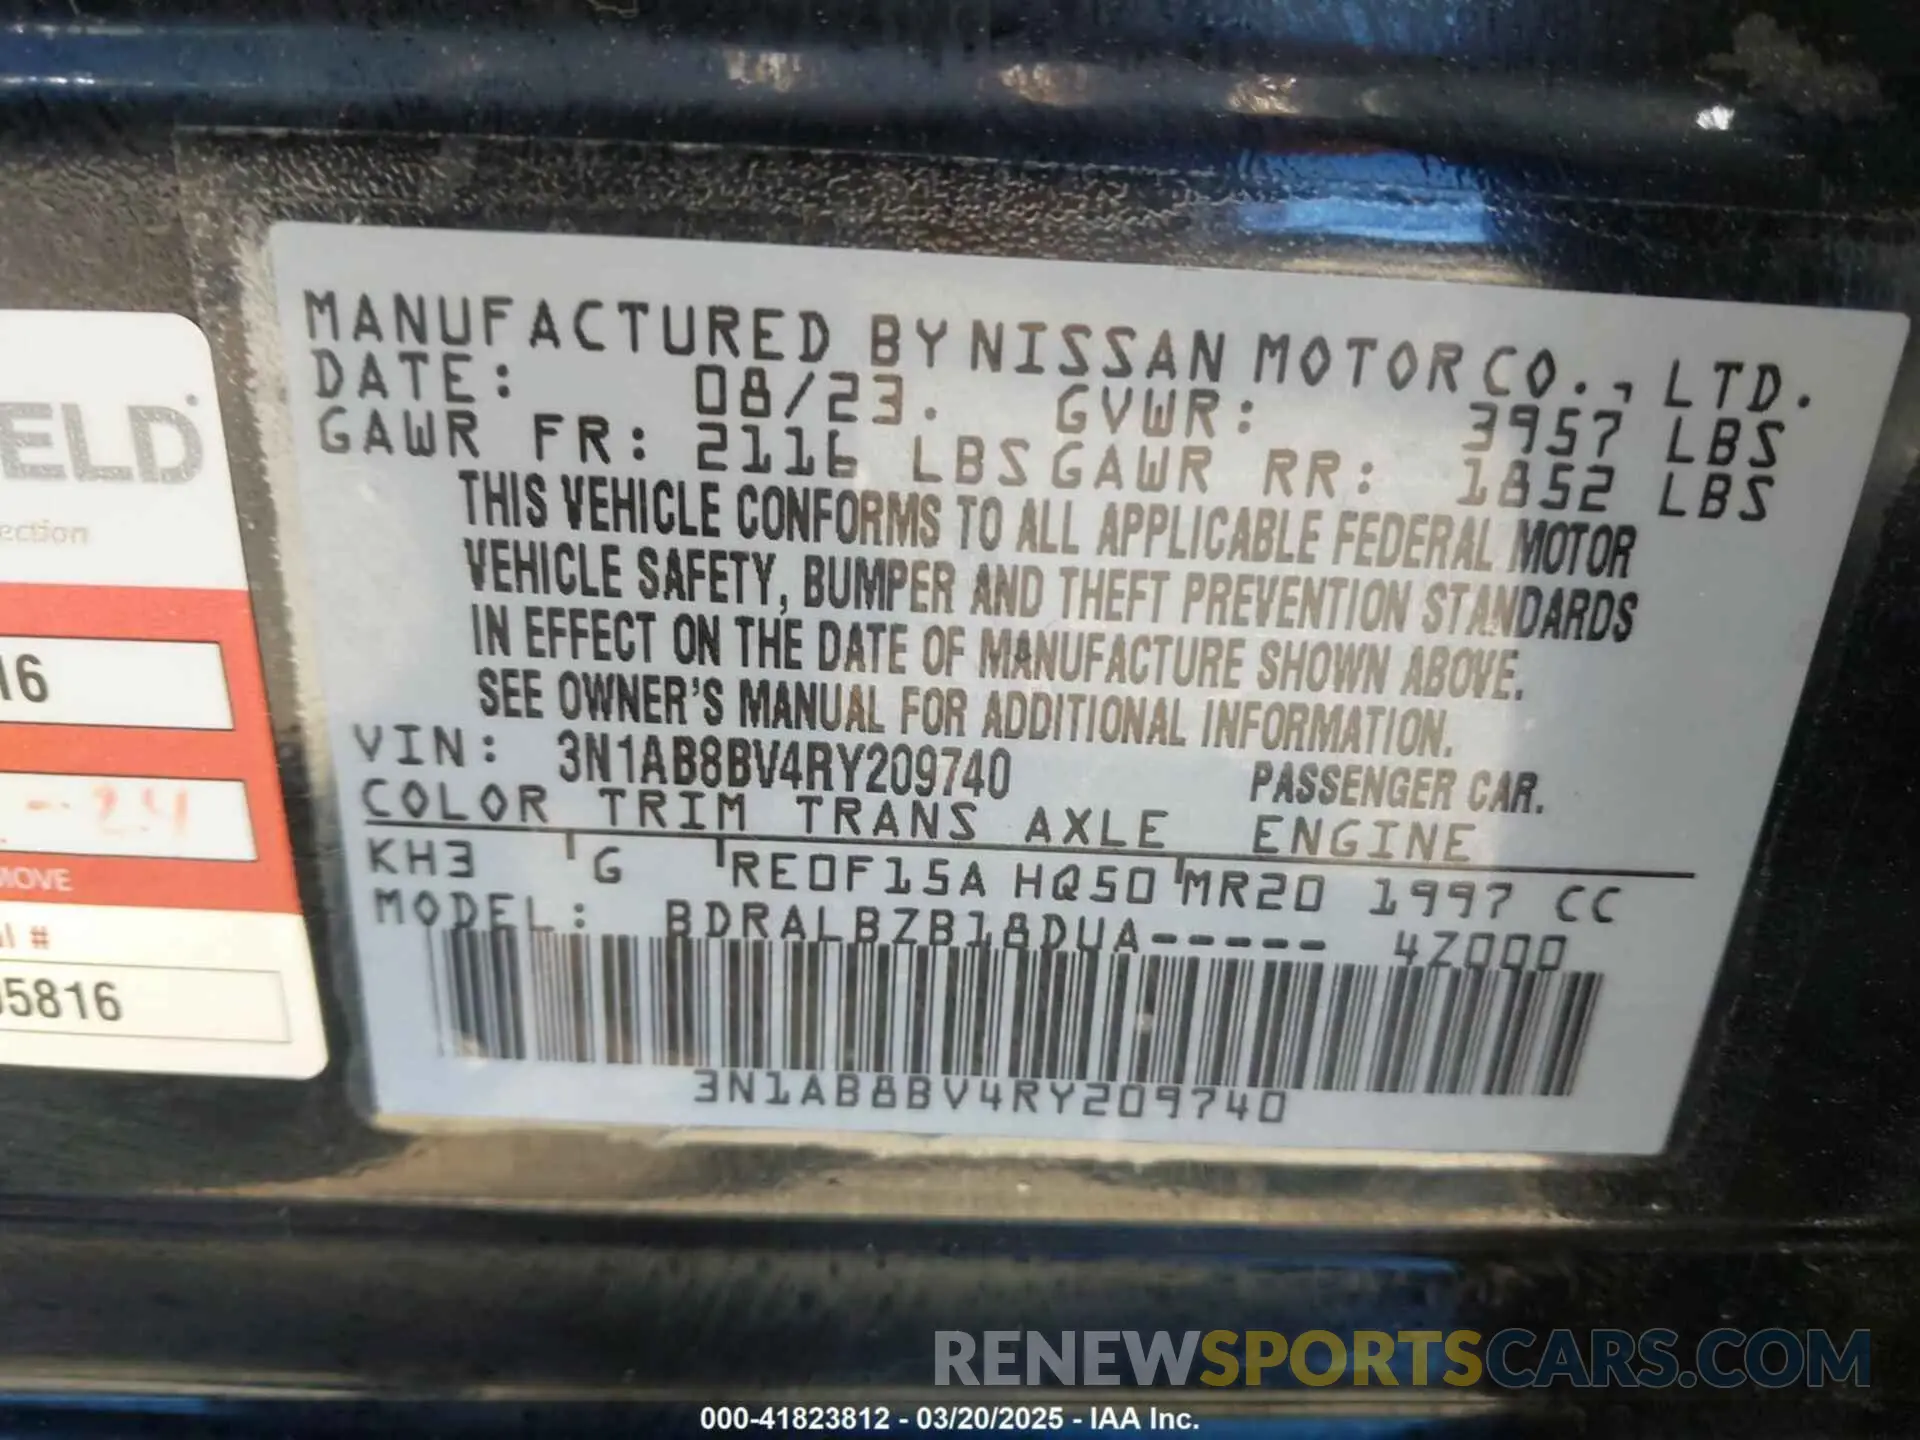 MANUFACTURED BY NISSAN MOTOR CO., LTD.
DATE: 08/23. GVWR: 3957 LBS
GAWR FR: 2116 LBS GAWR RR: 1852 LBS
THIS VEHICLE CONFORMS TO ALL APPLICABLE FEDERAL MOTOR
VEHICLE SAFETY, BUMPER AND THEFT PREVENTION STANDARDS
IN EFFECT ON THE DATE OF MANUFACTURE SHOWN ABOVE.
SEE OWNER'S MANUAL FOR ADDITIONAL INFORMATION.
VIN: 3N1AB8BV4RY209740 PASSENGER CAR.
COLOR TRIM TRANS AXLE ENGINE
KH3 G RE0F15A HQ50 MR20 1997 CC
MODEL: BDRALBZB18DUA----- 4Z000
3N1AB8BV4RY209740
ELD
ection
16
-24
MOVE
l #
05816
RENEWSPORTSCARS.COM
000-41823812 - 03/20/2025 - IAA Inc.